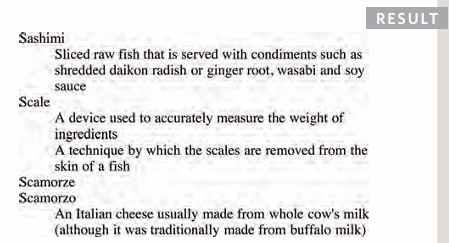 RESULT
Sashimi
Sliced raw fish that is served with condiments such as
shredded daikon radish or ginger root, wasabi and soy
sauce
Scale
A device used to accurately measure the weight of
ingredients
A technique by which the scales are removed from the
skin of a fish
Scamorze
Scamorzo
An Italian cheese usually made from whole cow's milk
(although it was traditionally made from buffalo milk)